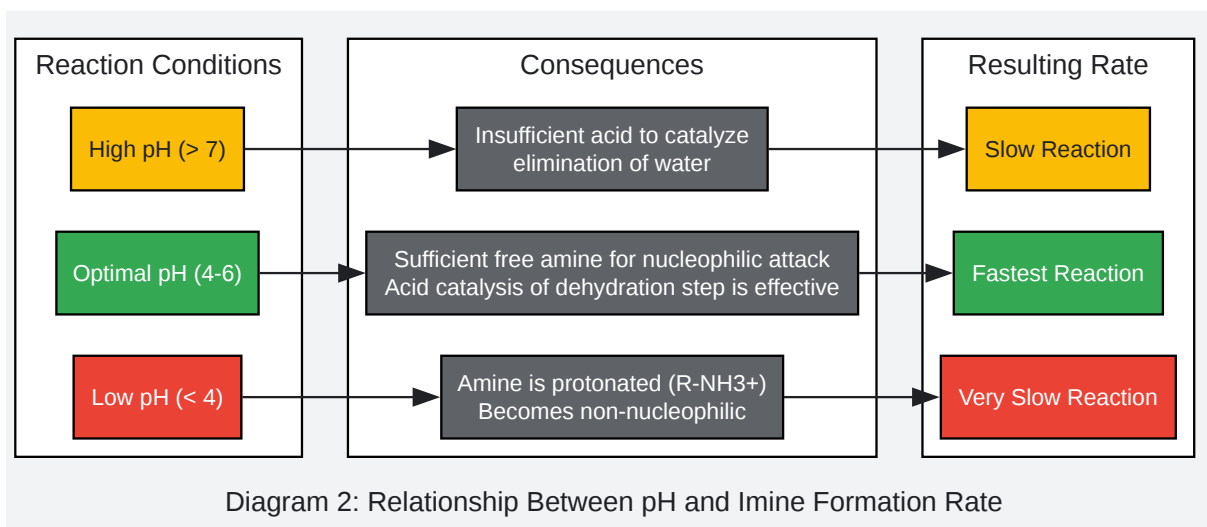 Reaction Conditions
Consequences
Resulting Rate
High pH (> 7)
Insufficient acid to catalyze
elimination of water
Slow Reaction
Optimal pH (4-6)
Sufficient free amine for nucleophilic attack
Acid catalysis of dehydration step is effective
Fastest Reaction
Low pH (< 4)
Amine is protonated (R-NH3+)
Becomes non-nucleophilic
Very Slow Reaction
Diagram 2: Relationship Between pH and Imine Formation Rate